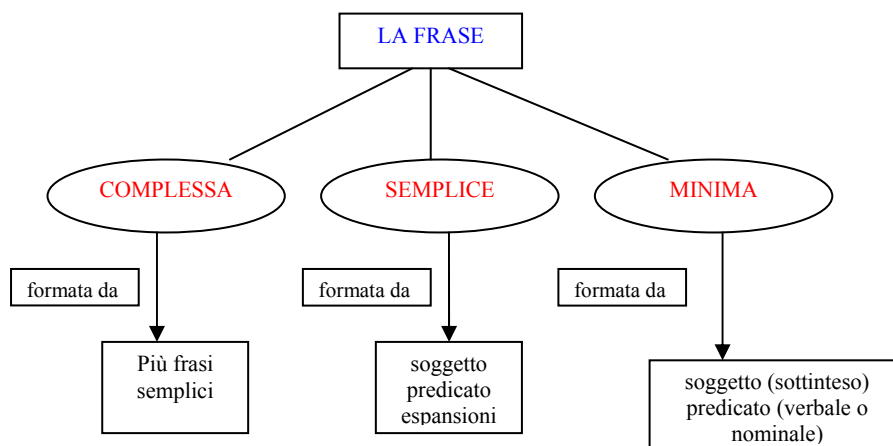 LA FRASE
COMPLESSA
SEMPLICE
MINIMA
formata da
formata da
formata da
Più frasi
semplici
soggetto
predicato
espansioni
soggetto (sottinteso)
predicato (verbale o
nominale)